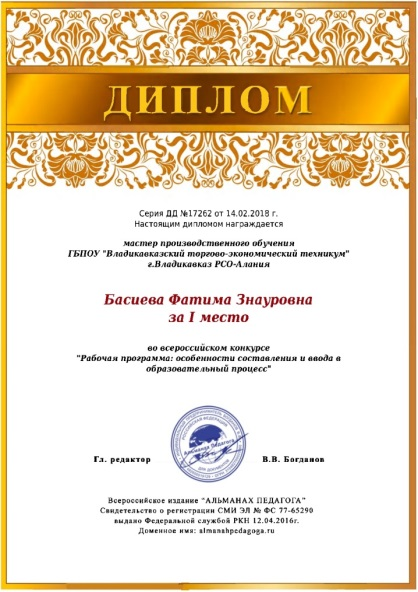 ДИПЛОМ
Серия ДД №17262 от 14.02.2018 г.
Настоящим дипломом награждается
мастер производственного обучения
ГБПОУ "Владикавказский торгово-экономический техникум"
г.Владикавказ РСО-Алания
Басиева Фатима Знауровна
за I место
во всероссийском конкурсе
"Рабочая программа: особенности составления и ввода в
образовательный процесс"
Альманах Педагога
Гл. редактор
В.В. Богданов
Всероссийское издание "АЛЬМАНАХ ПЕДАГОГА"
Свидетельство о регистрации СМИ ЭЛ № ФС 77-65290
выдано Федеральной службой РКН 12.04.2016г.
Доменное имя: almanahpedagoga.ru